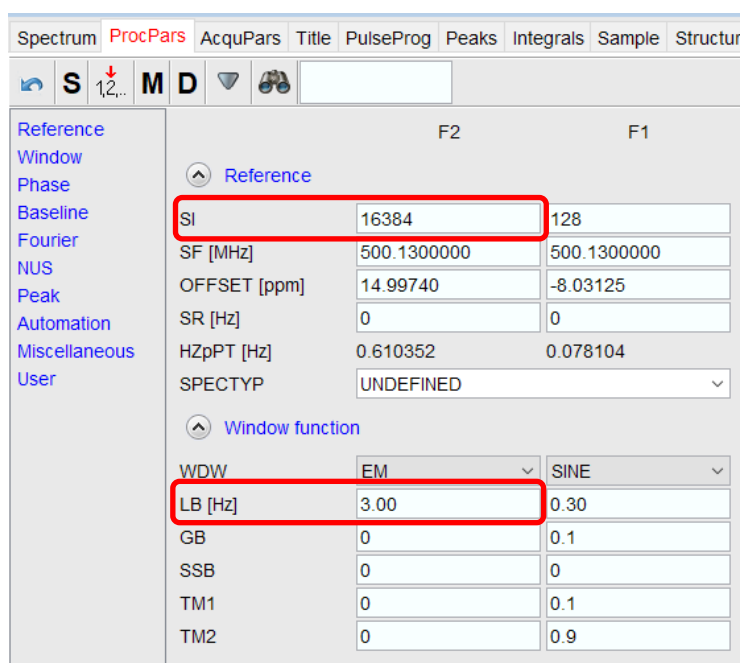 Spectrum ProcPars AcquPars Title PulseProg Peaks Integrals Sample Structur
S 1,2,.. M D
Reference
Window
Phase
Baseline
Fourier
NUS
Peak
Automation
Miscellaneous
User
F2 F1
Reference
SI 16384 128
SF [MHz] 500.1300000 500.1300000
OFFSET [ppm] 14.99740 -8.03125
SR [Hz] 0 0
HZpPT [Hz] 0.610352 0.078104
SPECTYP UNDEFINED
Window function
WDW EM SINE
LB [Hz] 3.00 0.30
GB 0 0.1
SSB 0 0
TM1 0 0.1
TM2 0 0.9